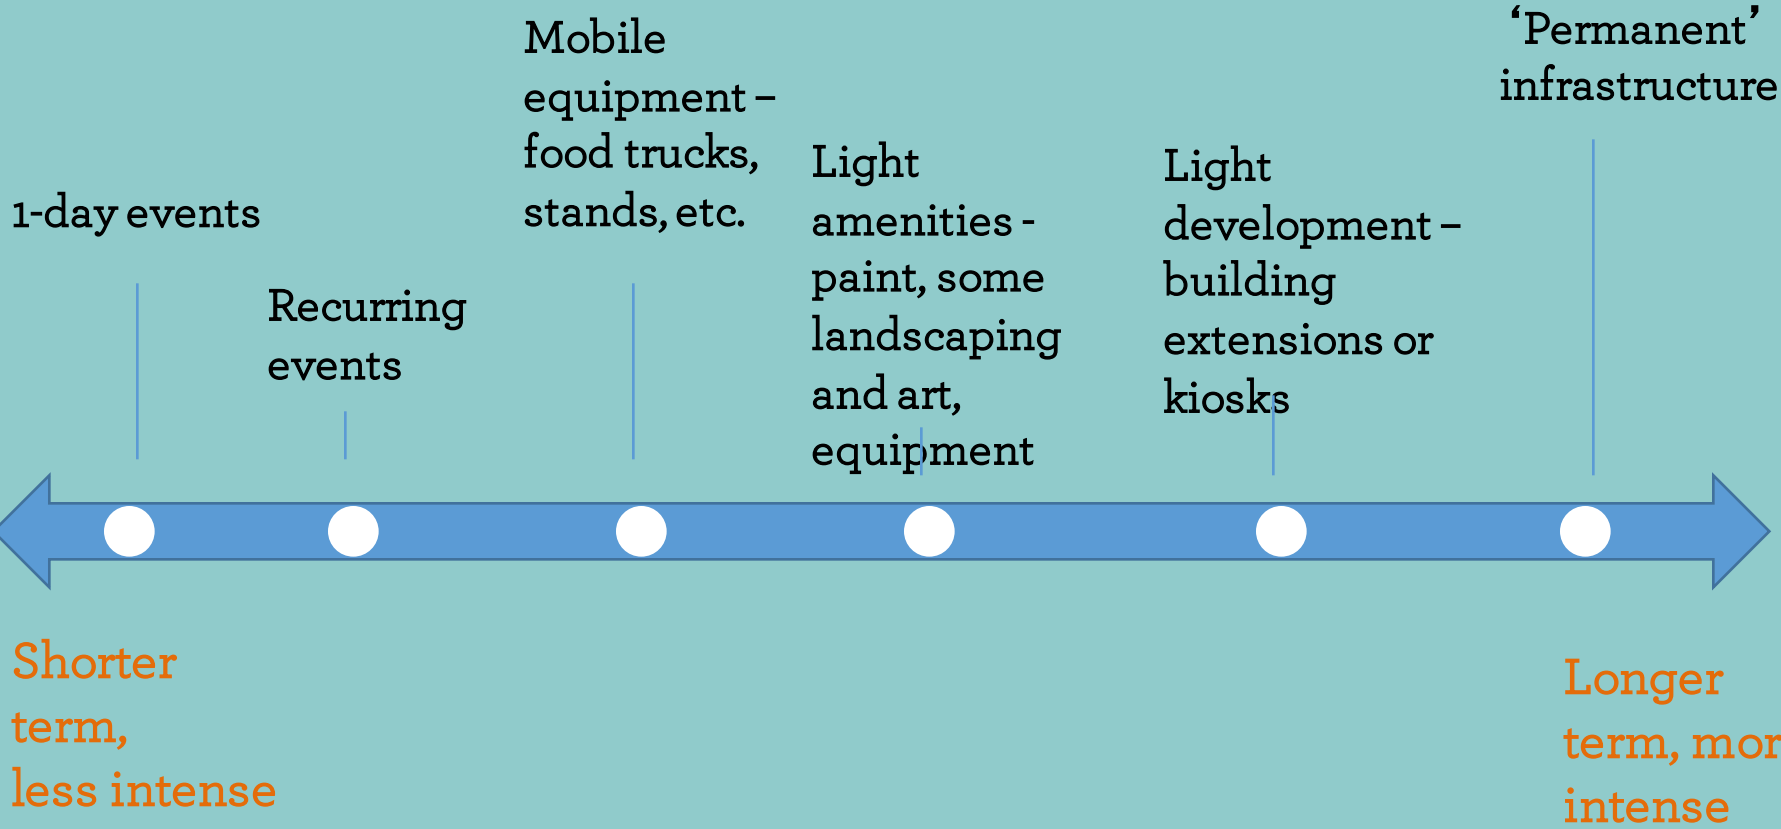 1-day events
Recurring
events
Mobile
equipment –
food trucks,
stands, etc.
Light
amenities -
paint, some
landscaping
and art,
equipment
Light
development –
building
extensions or
kiosks
‘Permanent’
infrastructure
Shorter
term,
less intense
Longer
term, mor
intense